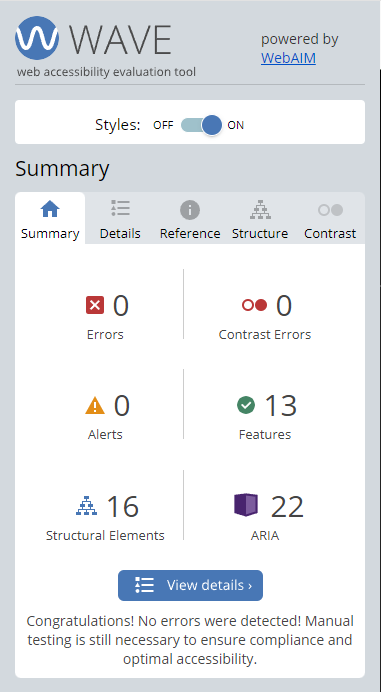 WAVE
web accessibility evaluation tool
powered by
WebAIM
Styles: OFF ON
Summary
Summary Details Reference Structure Contrast
0 0
Errors Contrast Errors
0 13
Alerts Features
16 22
Structural Elements ARIA
View details ›
Congratulations! No errors were detected! Manual
testing is still necessary to ensure compliance and
optimal accessibility.